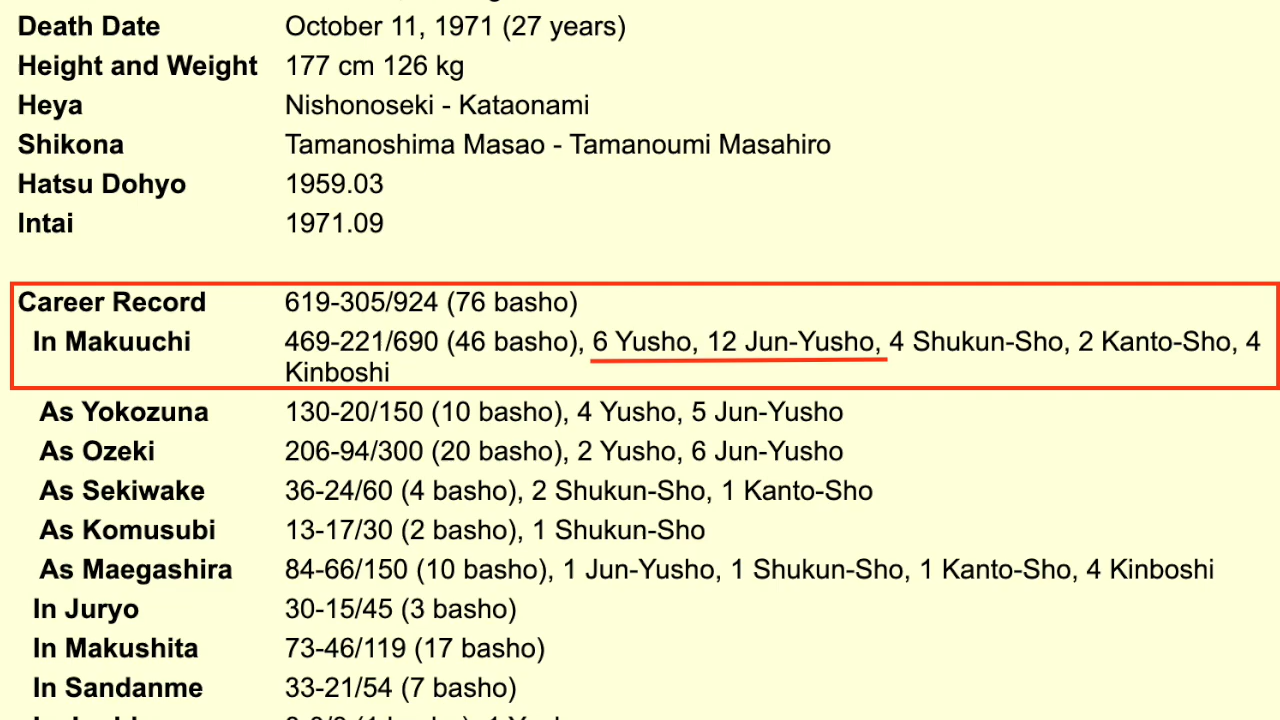 Death Date October 11, 1971 (27 years)
Height and Weight 177 cm 126 kg
Heya Nishonoseki - Kataonami
Shikona Tamanoshima Masao - Tamanoumi Masahiro
Hatsu Dohyo 1959.03
Intai 1971.09
Career Record 619-305/924 (76 basho)
In Makuuchi 469-221/690 (46 basho), 6 Yusho, 12 Jun-Yusho, 4 Shukun-Sho, 2 Kanto-Sho, 4
Kinboshi
As Yokozuna 130-20/150 (10 basho), 4 Yusho, 5 Jun-Yusho
As Ozeki 206-94/300 (20 basho), 2 Yusho, 6 Jun-Yusho
As Sekiwake 36-24/60 (4 basho), 2 Shukun-Sho, 1 Kanto-Sho
As Komusubi 13-17/30 (2 basho), 1 Shukun-Sho
As Maegashira 84-66/150 (10 basho), 1 Jun-Yusho, 1 Shukun-Sho, 1 Kanto-Sho, 4 Kinboshi
In Juryo 30-15/45 (3 basho)
In Makushita 73-46/119 (17 basho)
In Sandanme 33-21/54 (7 basho)